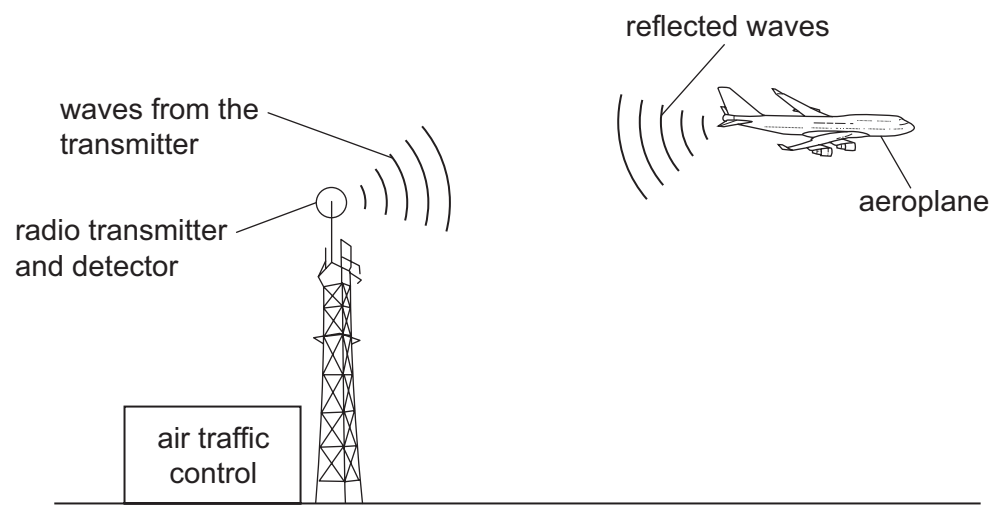 reflected waves
waves from the
transmitter
aeroplane
radio transmitter
and detector
air traffic
control